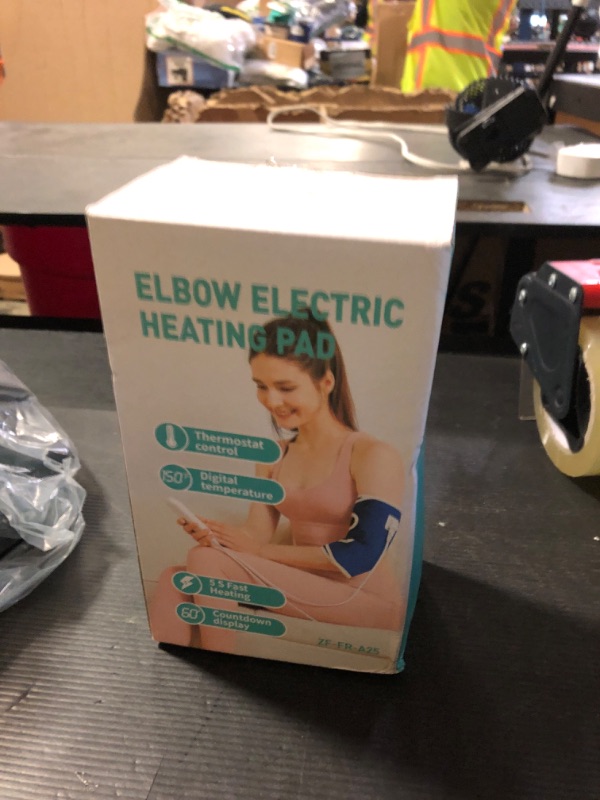 ELBOW ELECTRIC
HEATING PAD
Thermostat
control
150°
Digital
temperature
5 S Fast
Heating
60'
Countdown
display
ZF-FR-A25